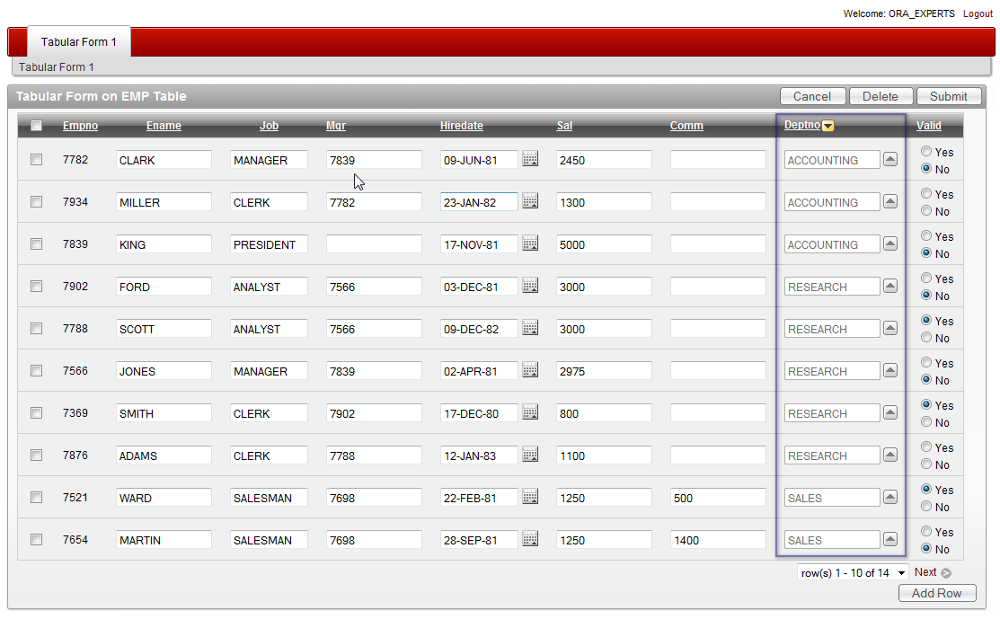 Welcome: ORA_EXPERTS Logout
Tabular Form 1
Tabular Form 1
Tabular Form on EMP Table Cancel Delete Submit
Empno Ename Job Mgr Hiredate Sal Comm Deptno Valid
7782 CLARK MANAGER 7839 09-JUN-81 2450 ACCOUNTING Yes
No
7934 MILLER CLERK 7782 23-JAN-82 1300 ACCOUNTING Yes
No
7839 KING PRESIDENT 17-NOV-81 5000 ACCOUNTING Yes
No
7902 FORD ANALYST 7566 03-DEC-81 3000 RESEARCH Yes
No
7788 SCOTT ANALYST 7566 09-DEC-82 3000 RESEARCH Yes
No
7566 JONES MANAGER 7839 02-APR-81 2975 RESEARCH Yes
No
7369 SMITH CLERK 7902 17-DEC-80 800 RESEARCH Yes
No
7876 ADAMS CLERK 7788 12-JAN-83 1100 RESEARCH Yes
No
7521 WARD SALESMAN 7698 22-FEB-81 1250 500 SALES Yes
No
7654 MARTIN SALESMAN 7698 28-SEP-81 1250 1400 SALES Yes
No
row(s) 1 - 10 of 14 Next
Add Row